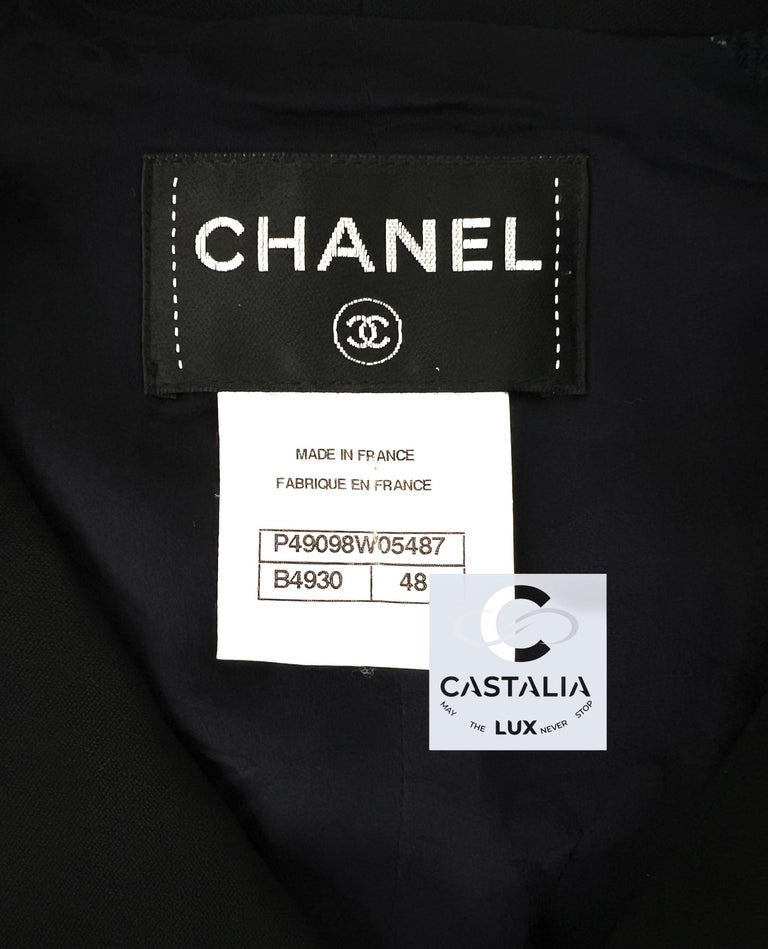 CHANEL
MADE IN FRANCE
FABRIQUE EN FRANCE
P49098W05487
B4930 48
C
CASTALIA
MAY THE LUX NEVER STOP